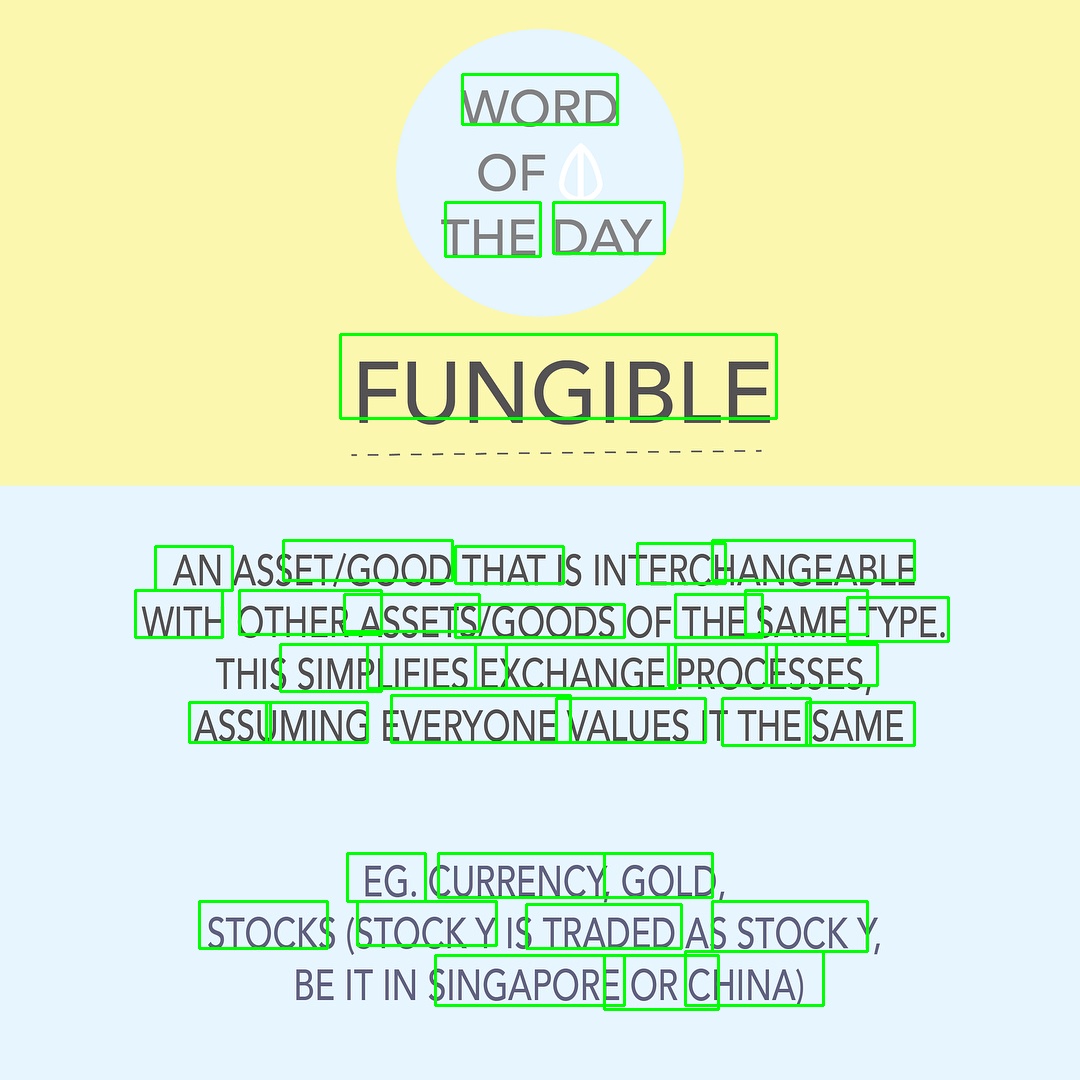 WORD
OF
THE DAY
FUNGIBLE
AN ASSET/GOOD THAT IS INTERCHANGEABLE
WITH OTHER ASSETS/GOODS OF THE SAME TYPE.
THIS SIMPLIFIES EXCHANGE PROCESSES,
ASSUMING EVERYONE VALUES IT THE SAME
EG. CURRENCY, GOLD,
STOCKS (STOCK Y IS TRADED AS STOCK Y,
BE IT IN SINGAPORE OR CHINA)